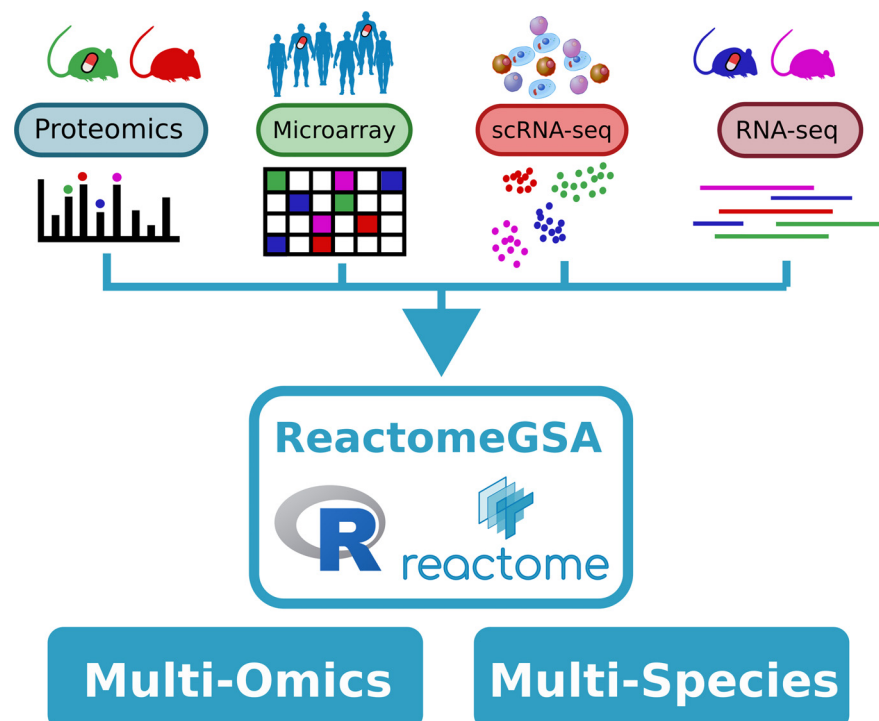 Proteomics
Microarray
scRNA-seq
RNA-seq
ReactomeGSA
R
reactome
Multi-Omics
Multi-Species